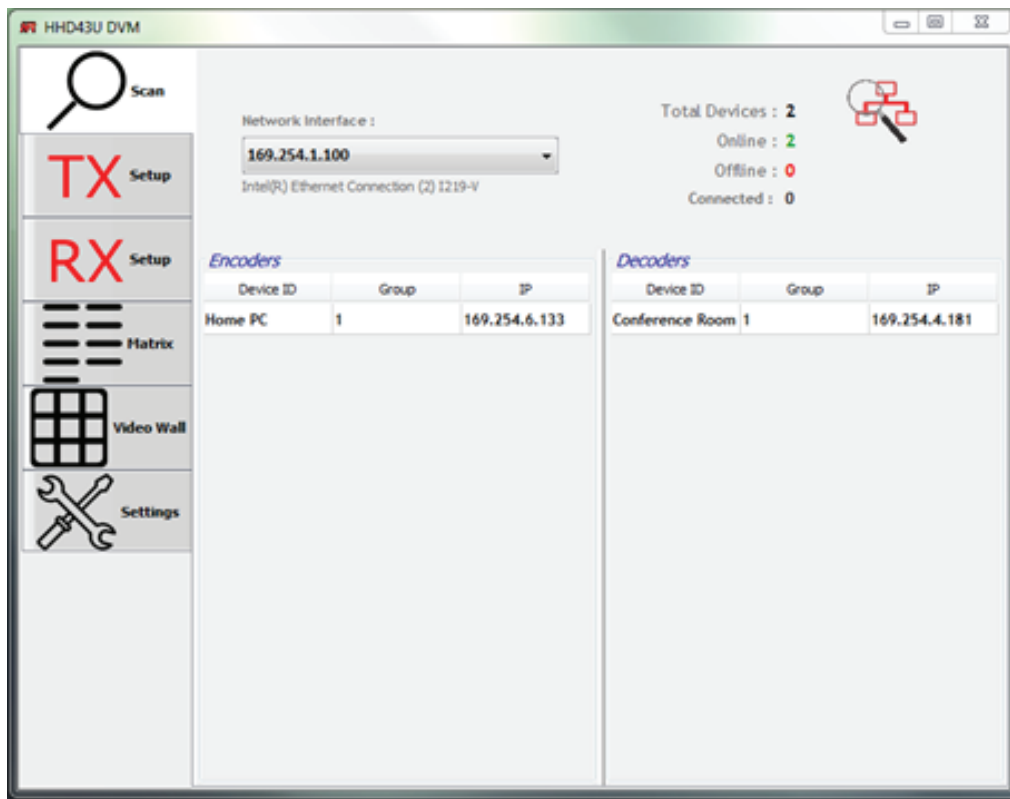 HHD43U DVM
Scan
TX Setup
RX Setup
Matrix
Video Wall
Settings
Network Interface :
169.254.1.100
Intel(R) Ethernet Connection (2) I219-V
Total Devices : 2
Online : 2
Offline : 0
Connected : 0
Encoders
Device ID Group IP
Home PC 1 169.254.6.133
Decoders
Device ID Group IP
Conference Room 1 169.254.4.181